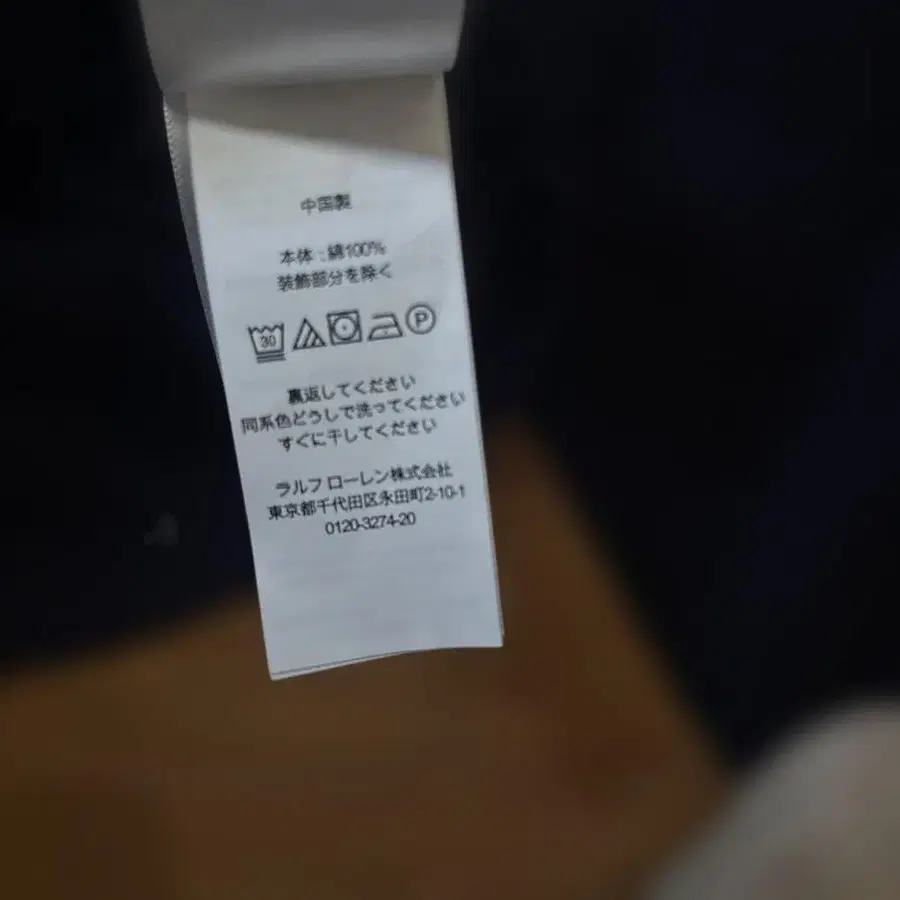 中国製
本体 : 綿100%
装飾部分を除く
30 P
裏返してください
同系色どうしで洗ってください
すぐに干してください
ラルフ ローレン株式会社
東京都千代田区永田町2-10-1
0120-3274-20